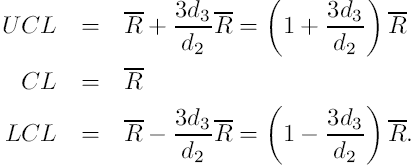 $UCL = \overline{R} + \frac{3d_3}{d_2}\overline{R} = \left(1 + \frac{3d_3}{d_2}\right)\overline{R}$
$CL = \overline{R}$
$LCL = \overline{R} - \frac{3d_3}{d_2}\overline{R} = \left(1 - \frac{3d_3}{d_2}\right)\overline{R}.$